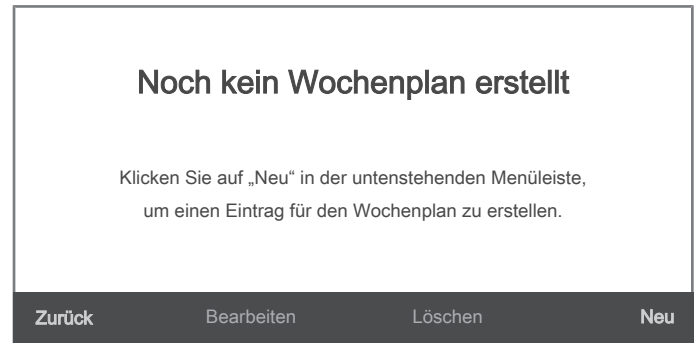 Noch kein Wochenplan erstellt
Klicken Sie auf „Neu“ in der untenstehenden Menüleiste,
um einen Eintrag für den Wochenplan zu erstellen.
Zurück Bearbeiten Löschen Neu